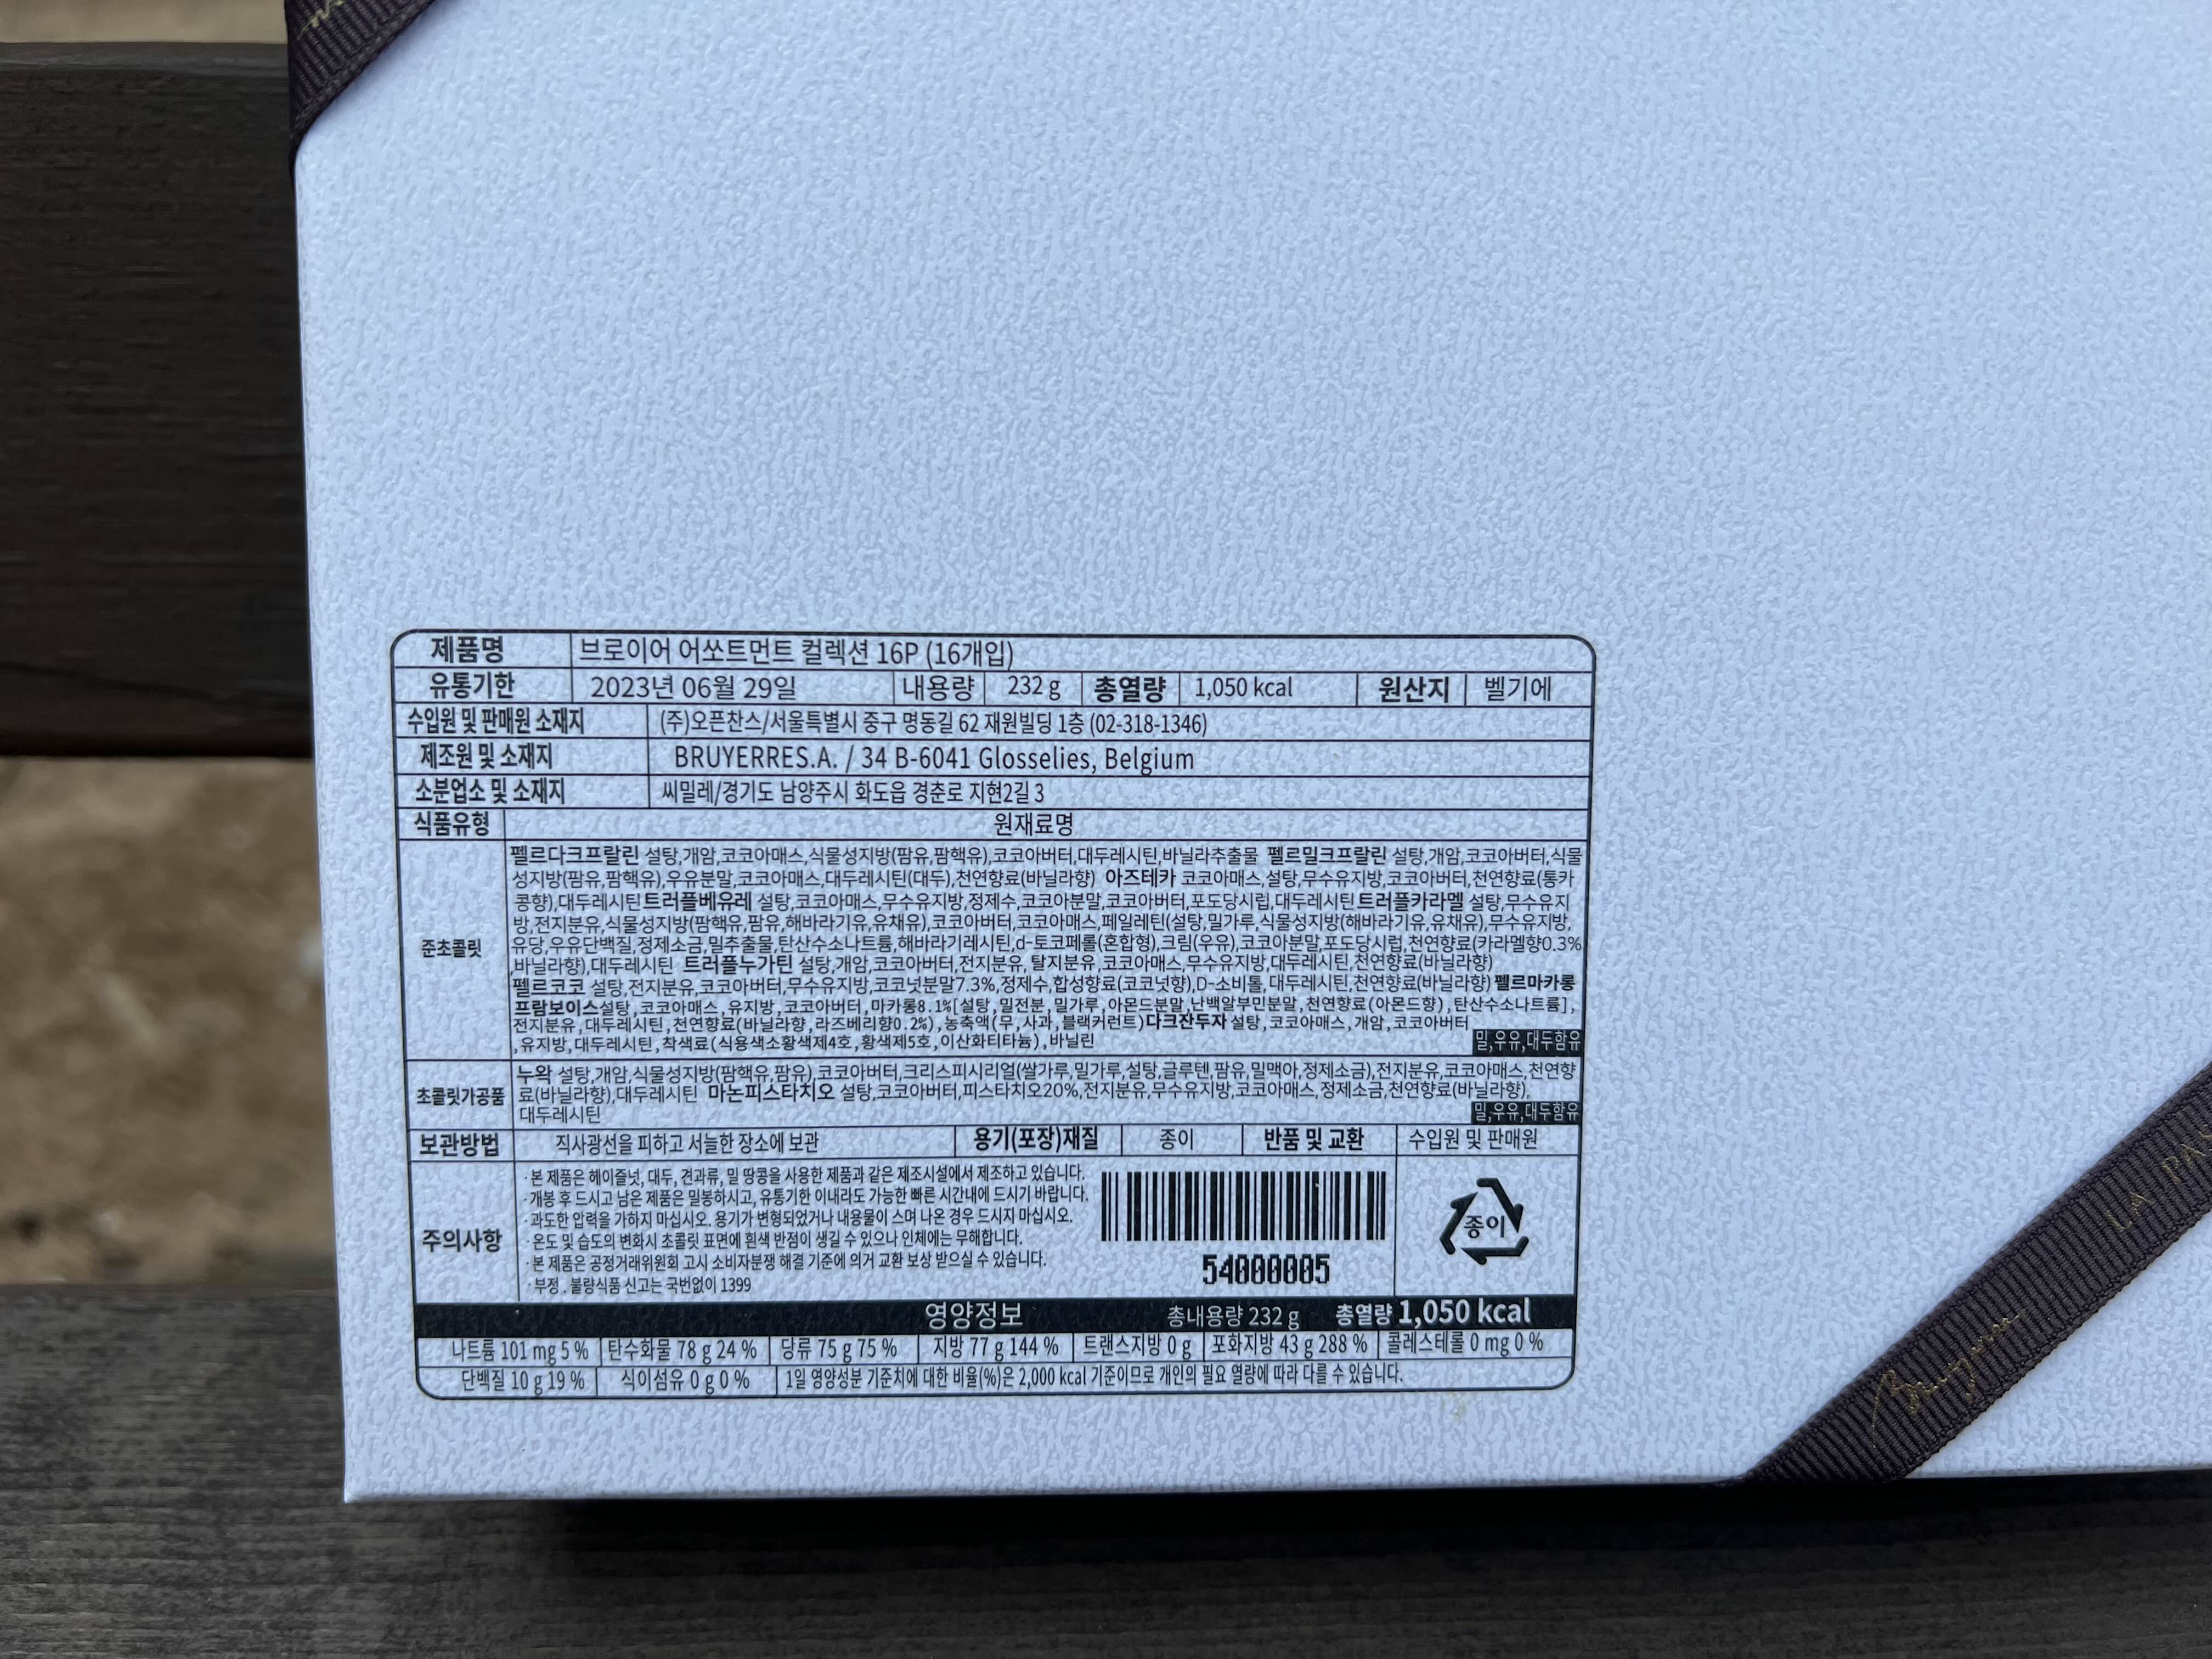 제품명 브로이어 어쏘트먼트 컬렉션 16P (16개입)
유통기한 2023년 06월 29일 내용량 232 g 총열량 1,050 kcal 원산지 벨기에
수입원 및 판매원 소재지 (주)오픈찬스/서울특별시 중구 명동길 62 재원빌딩 1층 (02-318-1346)
제조원 및 소재지 BRUYERRES.A. / 34 B-6041 Glosselies, Belgium
소분업소 및 소재지 씨밀레/경기도 남양주시 화도읍 경춘로 지현2길 3
식품유형 원재료명
준초콜릿
펠르다크프랄린 설탕,개암,코코아매스,식물성지방(팜유,팜핵유),코코아버터,대두레시틴,바닐라추출물 펠르밀크프랄린 설탕,개암,코코아버터,식물
성지방(팜유,팜핵유),우유분말,코코아매스,대두레시틴(대두),천연향료(바닐라향) 아즈테카 코코아매스,설탕,무수유지방,코코아버터,천연향료(통카
콩향),대두레시틴트러플베유레 설탕,코코아매스,무수유지방,정제수,코코아분말,코코아버터,포도당시럽,대두레시틴트러플카라멜 설탕,무수유지
방,전지분유,식물성지방(팜핵유,팜유,해바라기유,유채유),코코아버터,코코아매스,페일레틴(설탕,밀가루,식물성지방(해바라기유,유채유),무수유지방,
유당,우유단백질,정제소금,밀추출물,탄산수소나트륨,해바라기레시틴,d-토코페롤(혼합형),크림(우유),코코아분말,포도당시럽,천연향료(카라멜향0.3%
,바닐라향),대두레시틴 트러플누가틴 설탕,개암,코코아버터,전지분유,탈지분유,코코아매스,무수유지방,대두레시틴,천연향료(바닐라향)
펠르코코 설탕,전지분유,코코아버터,무수유지방,코코넛분말7.3%,정제수,합성향료(코코넛향),D-소비톨,대두레시틴,천연향료(바닐라향) 펠르마카롱
프람보이스설탕,코코아매스,유지방,코코아버터,마카롱8.1%[설탕,밀전분,밀가루,아몬드분말,난백알부민분말,천연향료(아몬드향),탄산수소나트륨],
전지분유,대두레시틴,천연향료(바닐라향,라즈베리향0.2%),농축액(무,사과,블랙커런트)다크잔두자 설탕,코코아매스,개암,코코아버터
,유지방,대두레시틴,착색료(식용색소황색제4호,황색제5호,이산화티타늄),바닐린 밀,우유,대두함유
초콜릿가공품
누왁 설탕,개암,식물성지방(팜핵유,팜유),코코아버터,크리스피시리얼(쌀가루,밀가루,설탕,글루텐,팜유,밀맥아,정제소금),전지분유,코코아매스,천연향
료(바닐라향),대두레시틴 마논피스타치오 설탕,코코아버터,피스타치오20%,전지분유,무수유지방,코코아매스,정제소금,천연향료(바닐라향),
대두레시틴 밀,우유,대두함유
보관방법 직사광선을 피하고 서늘한 장소에 보관 용기(포장)재질 종이 반품 및 교환 수입원 및 판매원
주의사항
·본 제품은 헤이즐넛, 대두, 견과류, 밀 땅콩을 사용한 제품과 같은 제조시설에서 제조하고 있습니다.
·개봉 후 드시고 남은 제품은 밀봉하시고, 유통기한 이내라도 가능한 빠른 시간내에 드시기 바랍니다.
·과도한 압력을 가하지 마십시오. 용기가 변형되었거나 내용물이 스며 나온 경우 드시지 마십시오.
·온도 및 습도의 변화시 초콜릿 표면에 흰색 반점이 생길 수 있으나 인체에는 무해합니다.
·본 제품은 공정거래위원회 고시 소비자분쟁 해결 기준에 의거 교환 보상 받으실 수 있습니다.
·부정 . 불량식품 신고는 국번없이 1399
54000005
종이
영양정보 총내용량 232 g 총열량 1,050 kcal
나트륨 101 mg 5 % 탄수화물 78 g 24 % 당류 75 g 75 % 지방 77 g 144 % 트랜스지방 0 g 포화지방 43 g 288 % 콜레스테롤 0 mg 0 %
단백질 10 g 19 % 식이섬유 0 g 0 % 1일 영양성분 기준치에 대한 비율(%)은 2,000 kcal 기준이므로 개인의 필요 열량에 따라 다를 수 있습니다.
LA PA
Bruyerre